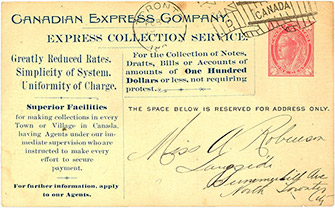 CANADIAN EXPRESS COMPANY.
EXPRESS COLLECTION SERVICE.
Greatly Reduced Rates.
Simplicity of System.
Uniformity of Charge.
For the Collection of Notes,
Drafts, Bills or Accounts of
amounts of One Hundred
Dollars or less, not requiring
protest.
CANADA
Superior Facilities
for making collections in every
Town or Village in Canada,
having Agents under our im-
mediate supervision who are
instructed to make every
effort to secure
payment.
For further information, apply
to our Agents.
THE SPACE BELOW IS RESERVED FOR ADDRESS ONLY.
Miss A. Robinson
North Toronto